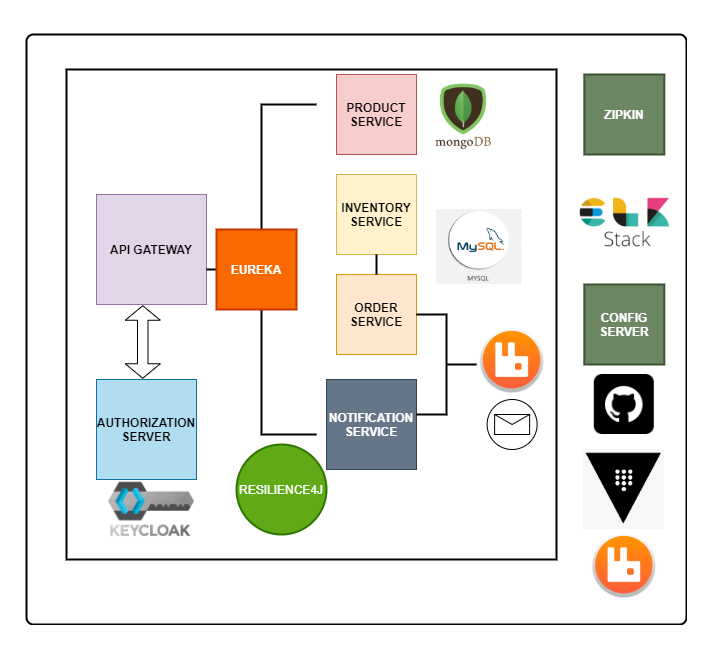 PRODUCT
SERVICE
mongoDB
ZIPKIN
INVENTORY
SERVICE
MySQL
MYSQL
ELK
Stack
API GATEWAY
EUREKA
ORDER
SERVICE
CONFIG
SERVER
AUTHORIZATION
SERVER
NOTIFICATION
SERVICE
RESILIENCE4J
KEYCLOAK